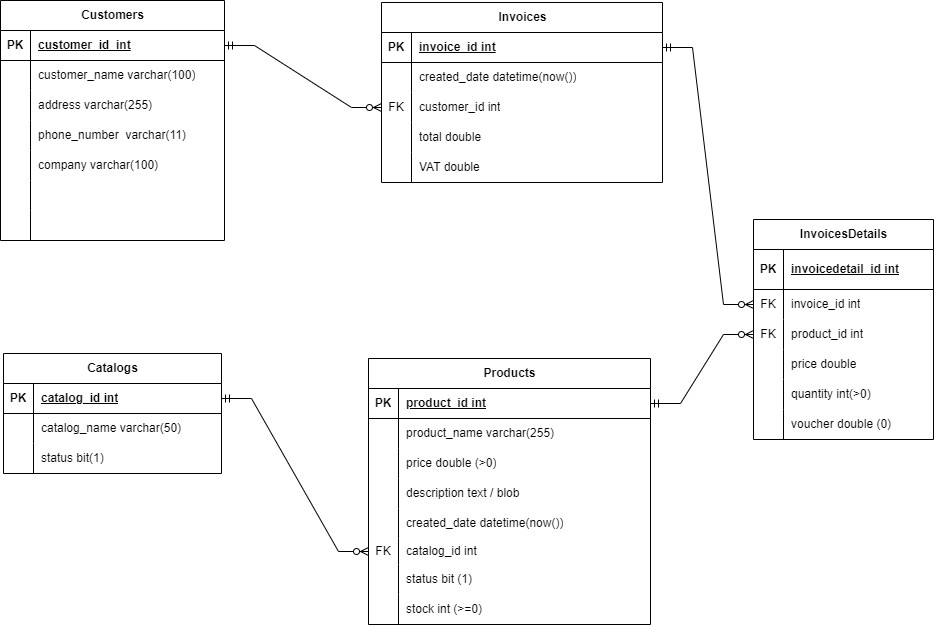 Customers
PK customer_id int
customer_name varchar(100)
address varchar(255)
phone_number varchar(11)
company varchar(100)
Invoices
PK invoice_id int
created_date datetime(now())
FK customer_id int
total double
VAT double
InvoicesDetails
PK invoicedetail_id int
FK invoice_id int
FK product_id int
price double
quantity int(>0)
voucher double (0)
Catalogs
PK catalog_id int
catalog_name varchar(50)
status bit(1)
Products
PK product_id int
product_name varchar(255)
price double (>0)
description text / blob
created_date datetime(now())
FK catalog_id int
status bit (1)
stock int (>=0)